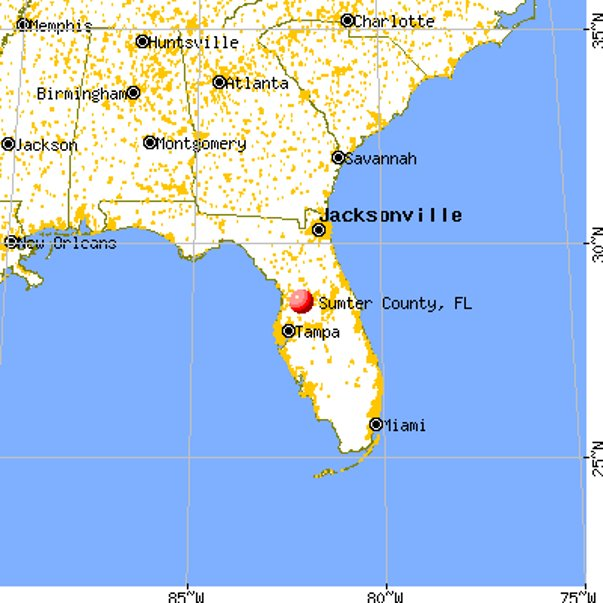 Memphis
Charlotte
35°N
Huntsville
Atlanta
Birmingham
Jackson
Montgomery
Savannah
Jacksonville
New Orleans
30°N
Sumter County, FL
Tampa
Miami
25°N
85°W
80°W
75°W